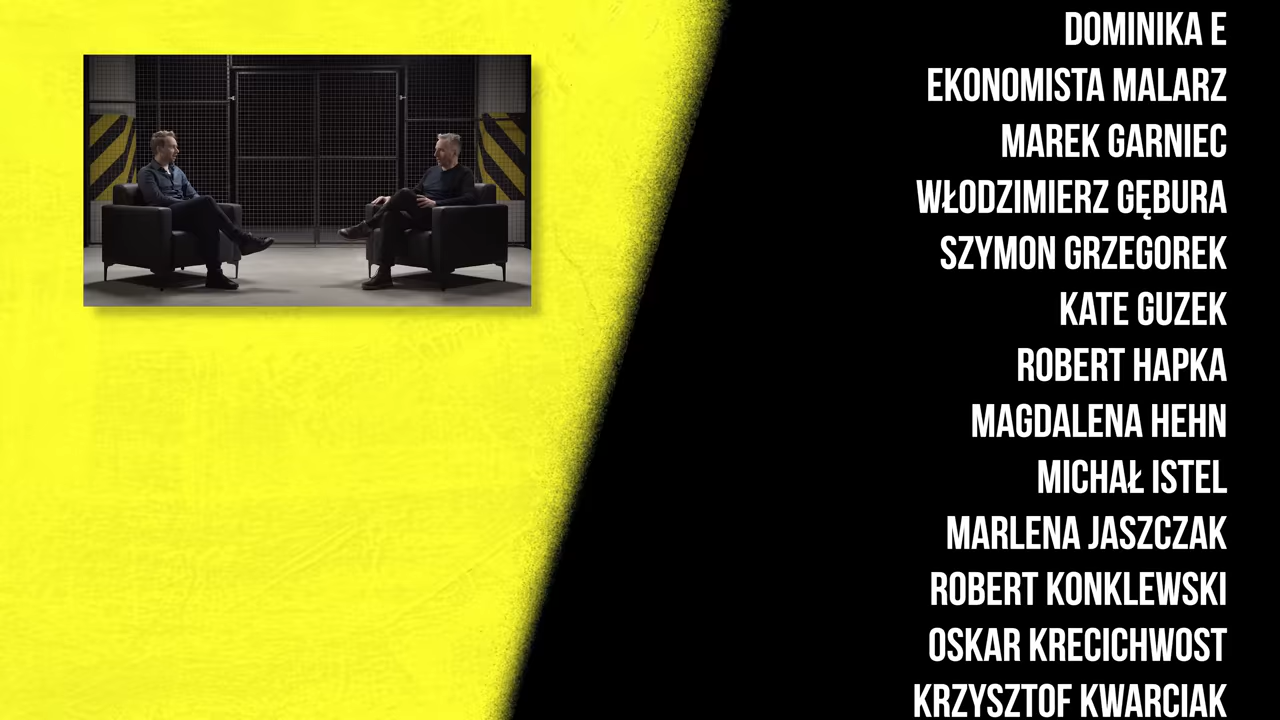 DOMINIKA E
EKONOMISTA MALARZ
MAREK GARNIEC
WŁODZIMIERZ GĘBURA
SZYMON GRZEGOREK
KATE GUZEK
ROBERT HAPKA
MAGDALENA HEHN
MICHAŁ ISTEL
MARLENA JASZCZAK
ROBERT KONKLEWSKI
OSKAR KRECICHWOST
KRZYSZTOF KWARCIAK